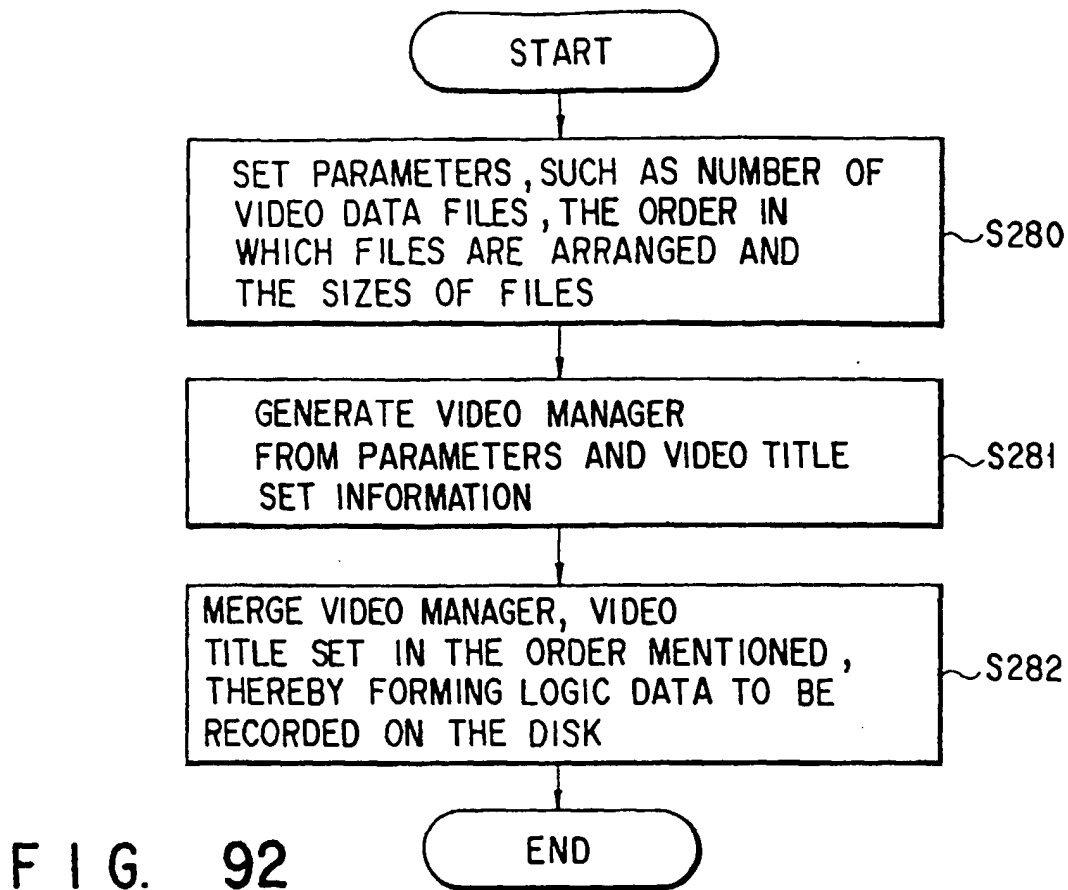 START
SET PARAMETERS, SUCH AS NUMBER OF
VIDEO DATA FILES, THE ORDER IN
WHICH FILES ARE ARRANGED AND
THE SIZES OF FILES
S280
GENERATE VIDEO MANAGER
FROM PARAMETERS AND VIDEO TITLE
SET INFORMATION
S281
MERGE VIDEO MANAGER, VIDEO
TITLE SET IN THE ORDER MENTIONED,
THEREBY FORMING LOGIC DATA TO BE
RECORDED ON THE DISK
S282
END
FIG. 92